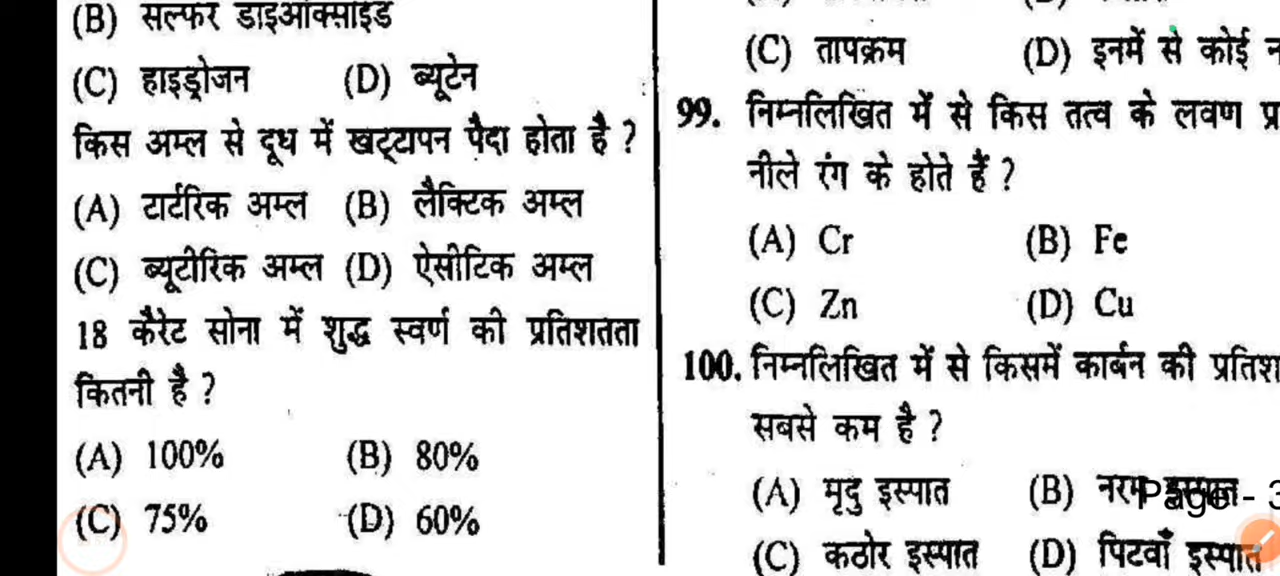 (B) सल्फर डाइऑक्साइड
(C) हाइड्रोजन (D) ब्यूटेन
किस अम्ल से दूध में खट्टापन पैदा होता है ?
(A) टार्टरिक अम्ल (B) लैक्टिक अम्ल
(C) ब्यूटीरिक अम्ल (D) ऐसीटिक अम्ल
18 कैरेट सोना में शुद्ध स्वर्ण की प्रतिशतता
कितनी है ?
(A) 100% (B) 80%
(C) 75% (D) 60%
(C) तापक्रम (D) इनमें से कोई
99. निम्नलिखित में से किस तत्व के लवण
नीले रंग के होते हैं ?
(A) Cr (B) Fe
(C) Zn (D) Cu
100. निम्नलिखित में से किसमें कार्बन की
सबसे कम है ?
(A) मृदु इस्पात (B) नरम इस्पात
Page - 3
(C) कठोर इस्पात (D) पिटवाँ इस्पात